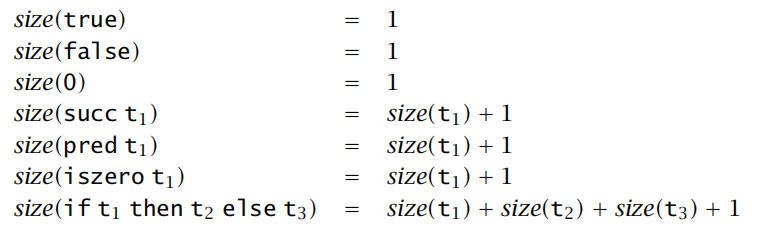 size(true) = 1
size(false) = 1
size(0) = 1
size(succ t₁) = size(t₁) + 1
size(pred t₁) = size(t₁) + 1
size(iszero t₁) = size(t₁) + 1
size(if t₁ then t₂ else t₃) = size(t₁) + size(t₂) + size(t₃) + 1